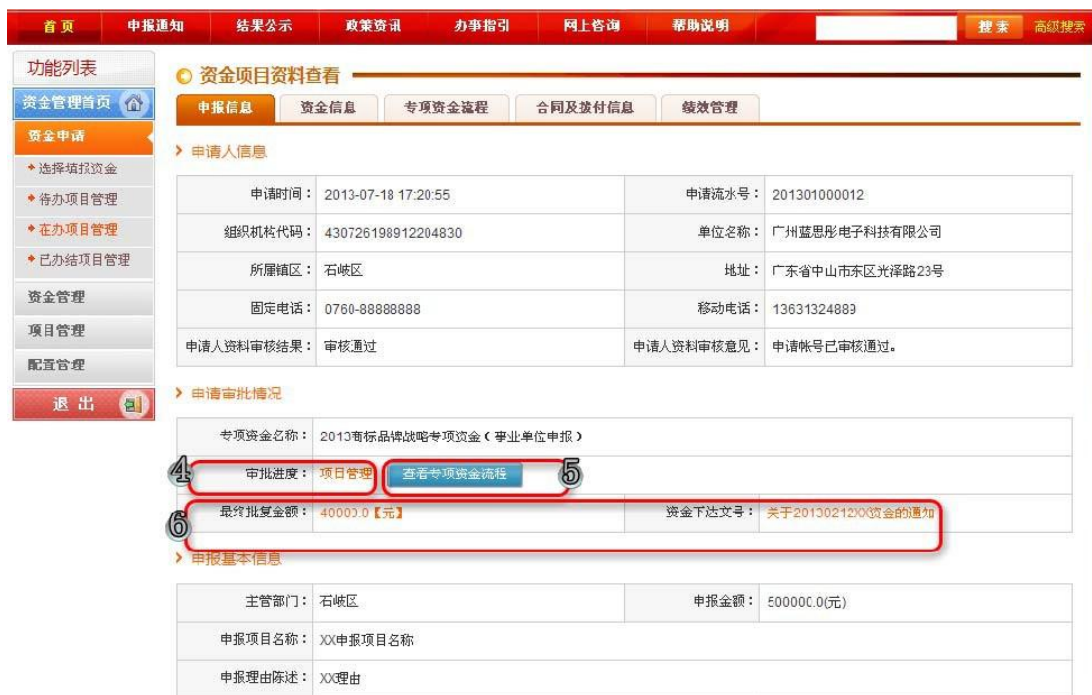 首页 申报通知 结果公示 政策资讯 办事指引 网上咨询 帮助说明 搜索 高级搜索
功能列表
资金管理首页
资金申请
选择填报资金
待办项目管理
在办项目管理
已办结项目管理
资金管理
项目管理
配置管理
退出
资金项目资料查看
申报信息 资金信息 专项资金流程 合同及拨付信息 绩效管理
申请人信息
申请时间： 2013-07-18 17:20:55 申请流水号： 201301000012
组织机构代码： 430726198912204830 单位名称： 广州蓝思彤电子科技有限公司
所属镇区： 石岐区 地址： 广东省中山市东区光泽路23号
固定电话： 0760-88888888 移动电话： 13631324889
申请人资料审核结果： 审核通过 申请人资料审核意见： 申请帐号已审核通过。
申请审批情况
专项资金名称： 2013商标品牌战略专项资金（事业单位申报）
④ 审批进度： 项目管理 查看专项资金流程 ⑤
⑥ 最终批复金额： 40000.0【元】 资金下达文号： 关于20130212XX资金的通知
申报基本信息
主管部门： 石岐区 申报金额： 500000.0(元)
申报项目名称： XX申报项目名称
申报理由陈述： XX理由